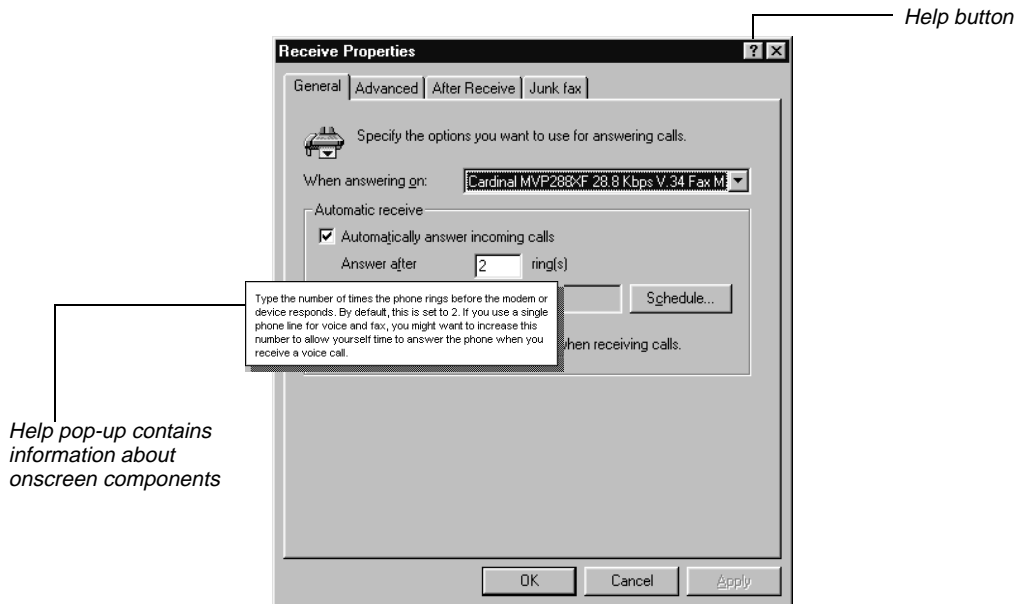 Help button
Receive Properties
General Advanced After Receive Junk fax
Specify the options you want to use for answering calls.
When answering on: Cardinal MVP288XF 28.8 Kbps V.34 Fax M
Automatic receive
Automatically answer incoming calls
Answer after 2 ring(s)
Schedule...
Type the number of times the phone rings before the modem or
device responds. By default, this is set to 2. If you use a single
phone line for voice and fax, you might want to increase this
number to allow yourself time to answer the phone when you
receive a voice call.
when receiving calls.
Help pop-up contains
information about
onscreen components
OK Cancel Apply